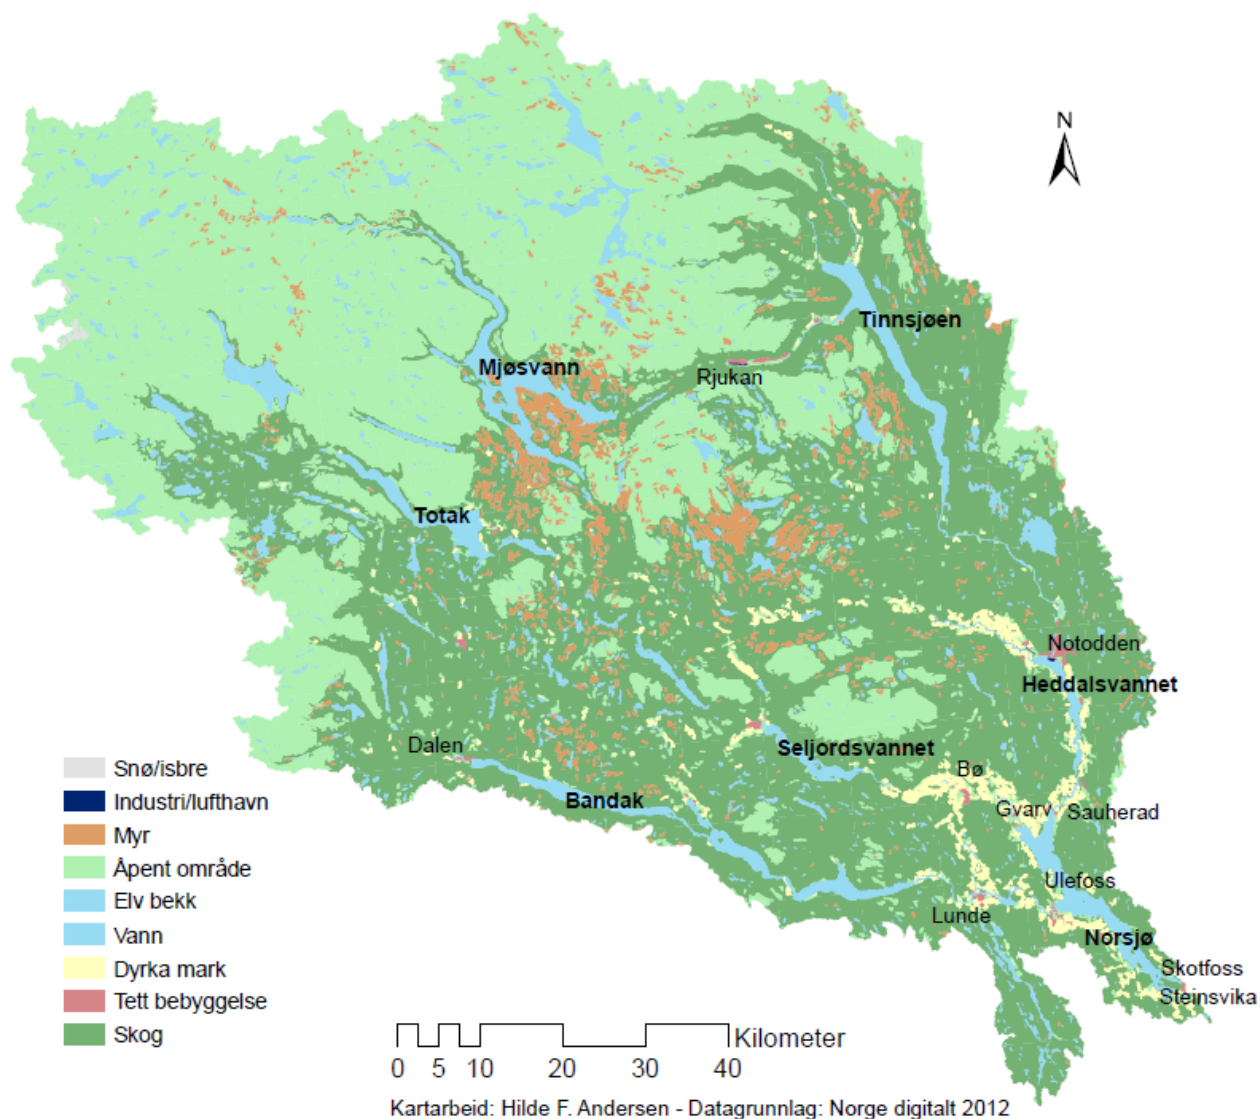 N
Tinnsjøen
Mjøsvann
Rjukan
Totak
Notodden
Heddalsvannet
Dalen
Seljordsvannet
Bandak
Bø
Gvarv
Sauherad
Ulefoss
Lunde
Norsjø
Skotfoss
Steinsvika
Snø/isbre
Industri/lufthavn
Myr
Åpent område
Elv bekk
Vann
Dyrka mark
Tett bebyggelse
Skog
Kilometer
0 5 10 20 30 40
Kartarbeid: Hilde F. Andersen - Datagrunnlag: Norge digitalt 2012